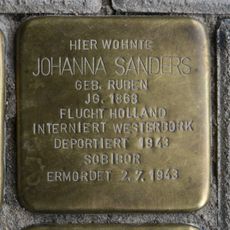 HIER WOHNTE
JOHANNA SANDERS
GEB. RUBEN
JG. 1868
FLUCHT HOLLAND
INTERNIERT WESTERBORK
DEPORTIERT 1943
SOBIBOR
ERMORDET 2.7.1943